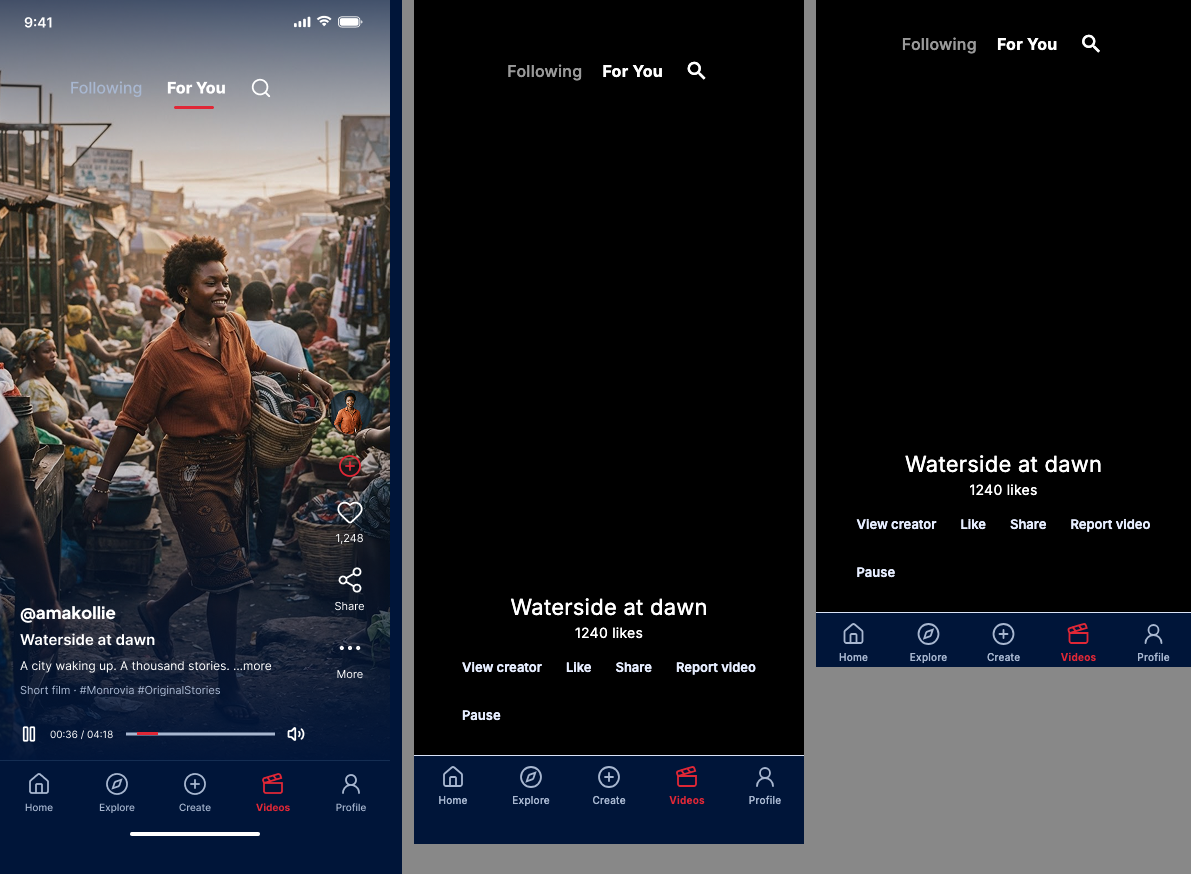 9:41
Following For You
@amakollie
Waterside at dawn
A city waking up. A thousand stories. ...more
Short film · #Monrovia #OriginalStories
1,248
Share
More
00:36 / 04:18
Home Explore Create Videos Profile
Following For You
Waterside at dawn
1240 likes
View creator Like Share Report video
Pause
Home Explore Create Videos Profile
Following For You
Waterside at dawn
1240 likes
View creator Like Share Report video
Pause
Home Explore Create Videos Profile